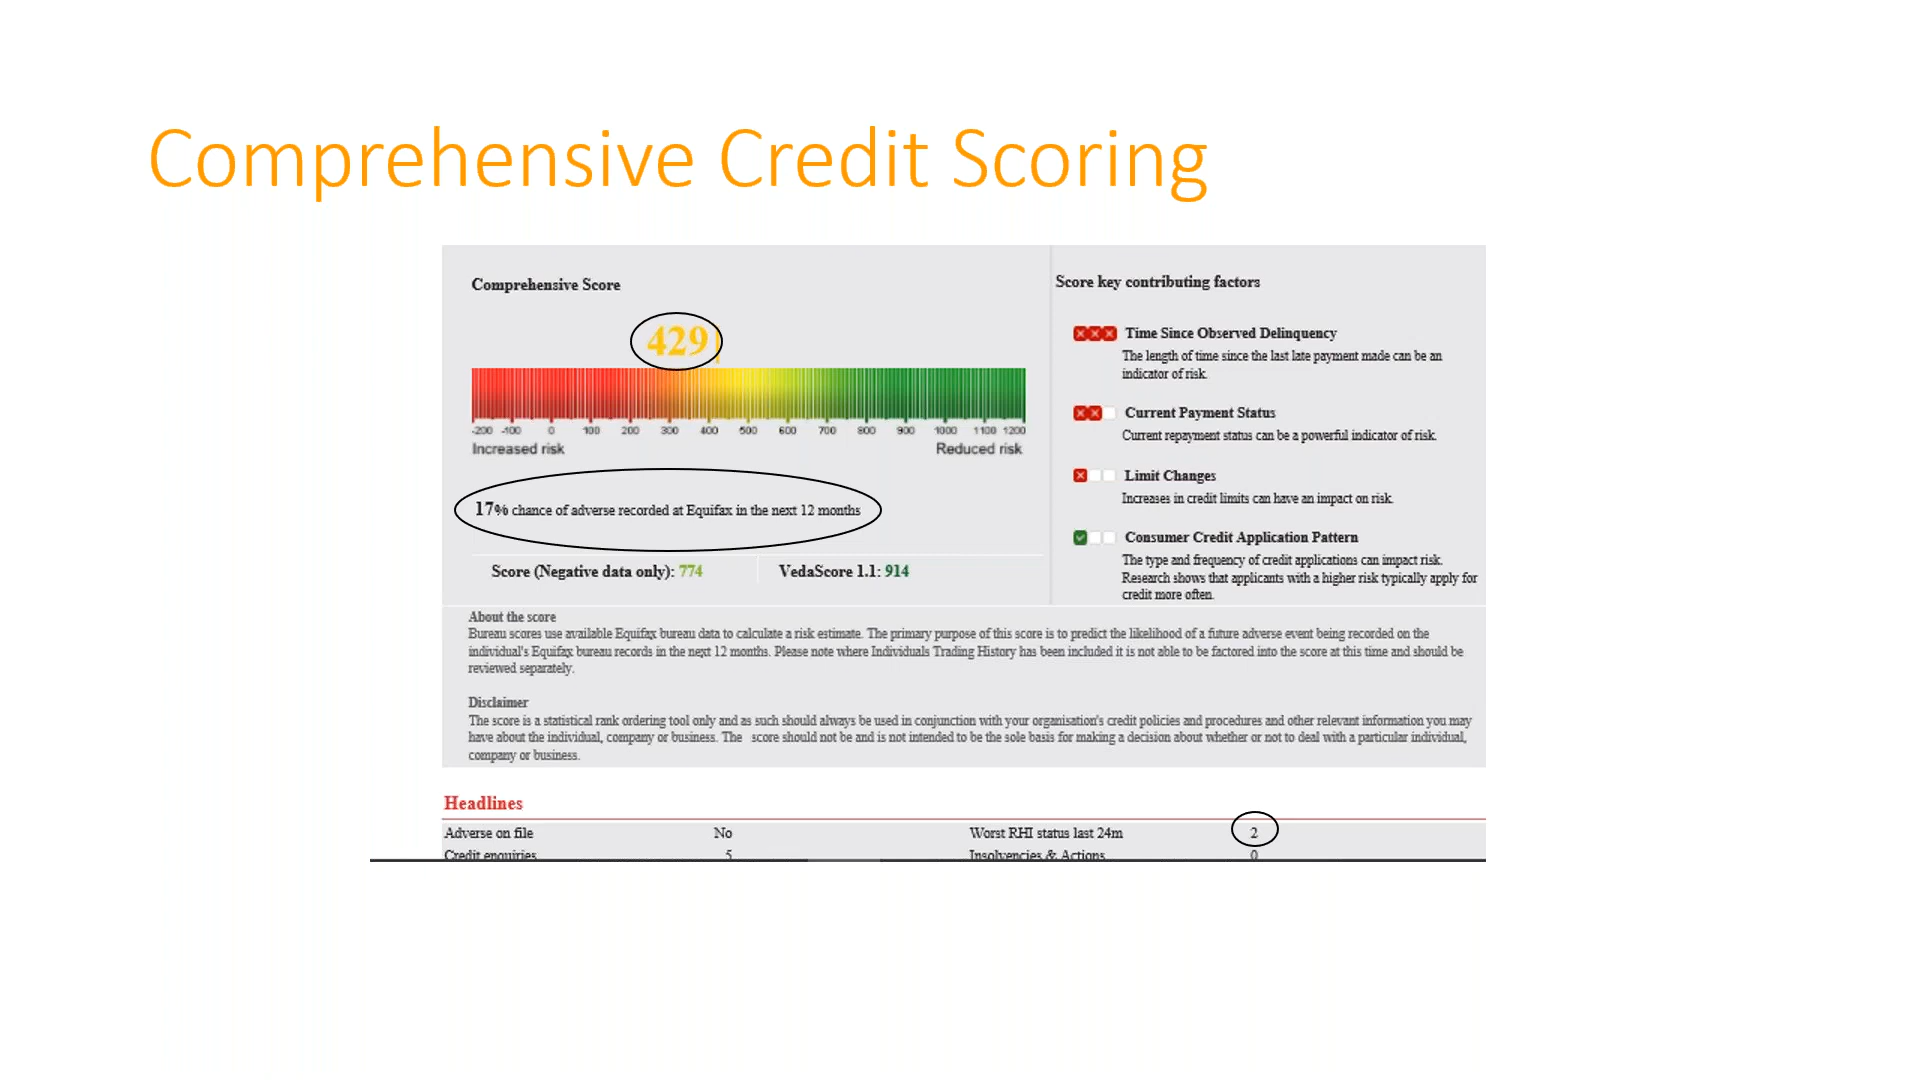 Comprehensive Credit Scoring
Comprehensive Score
429
-200 -100 0 100 200 300 400 500 600 700 800 900 1000 1100 1200
Increased risk Reduced risk
17% chance of adverse recorded at Equifax in the next 12 months
Score (Negative data only): 774 VedaScore 1.1: 914
Score key contributing factors
Time Since Observed Delinquency
The length of time since the last late payment made can be an
indicator of risk.
Current Payment Status
Current repayment status can be a powerful indicator of risk.
Limit Changes
Increases in credit limits can have an impact on risk.
Consumer Credit Application Pattern
The type and frequency of credit applications can impact risk.
Research shows that applicants with a higher risk typically apply for
credit more often.
About the score
Bureau scores use available Equifax bureau data to calculate a risk estimate. The primary purpose of this score is to predict the likelihood of a future adverse event being recorded on the
individual's Equifax bureau records in the next 12 months. Please note where Individuals Trading History has been included it is not able to be factored into the score at this time and should be
reviewed separately.
Disclaimer
The score is a statistical rank ordering tool only and as such should always be used in conjunction with your organisation's credit policies and procedures and other relevant information you may
have about the individual, company or business. The score should not be and is not intended to be the sole basis for making a decision about whether or not to deal with a particular individual,
company or business.
Headlines
Adverse on file No Worst RHI status last 24m 2
Credit enquiries 5 Insolvencies & Actions 0